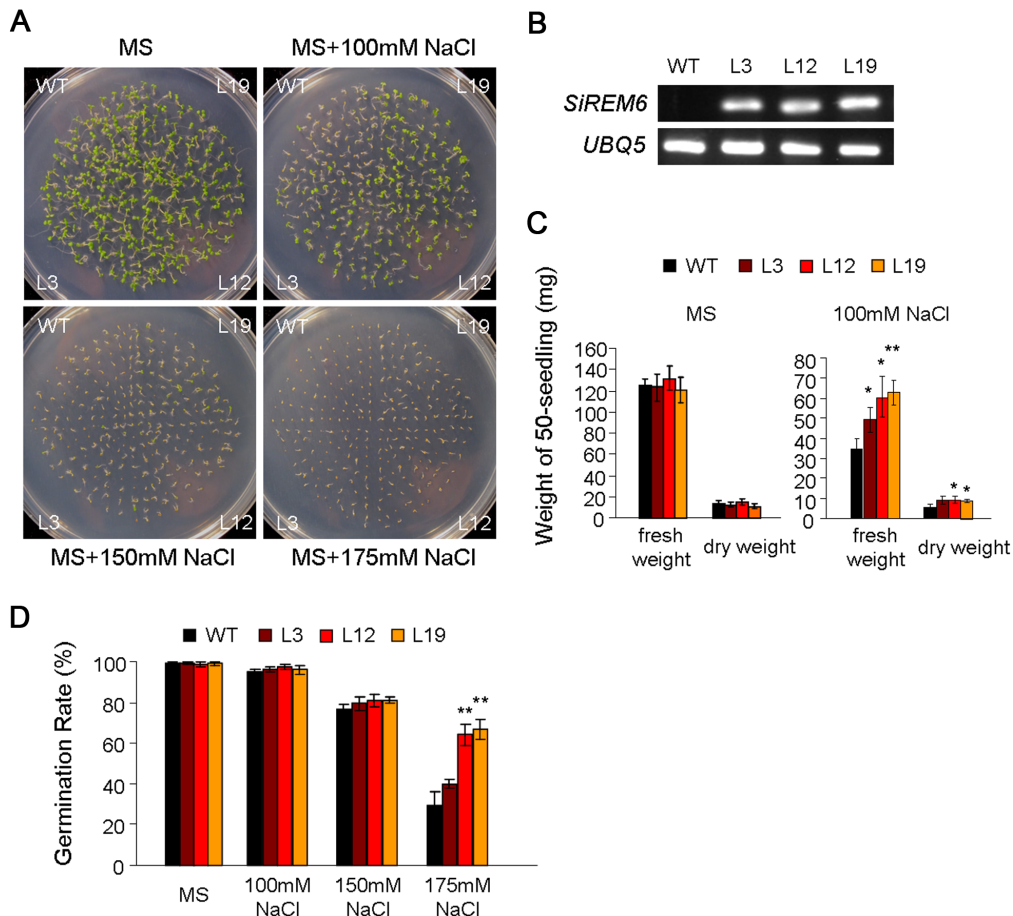 A
MS
MS+100mM NaCl
WT
L19
L3
L12
WT
L19
L3
L12
WT
L19
L3
L12
WT
L19
L3
L12
MS+150mM NaCl
MS+175mM NaCl
B
WT L3 L12 L19
SiREM6
UBQ5
C
WT L3 L12 L19
Weight of 50-seedling (mg)
MS
160
140
120
100
80
60
40
20
0
fresh weight
dry weight
100mM NaCl
80
70
60
50
40
30
20
10
0
*
*
**
*
*
fresh weight
dry weight
D
WT L3 L12 L19
Germination Rate (%)
100
80
60
40
20
0
**
**
MS
100mM NaCl
150mM NaCl
175mM NaCl